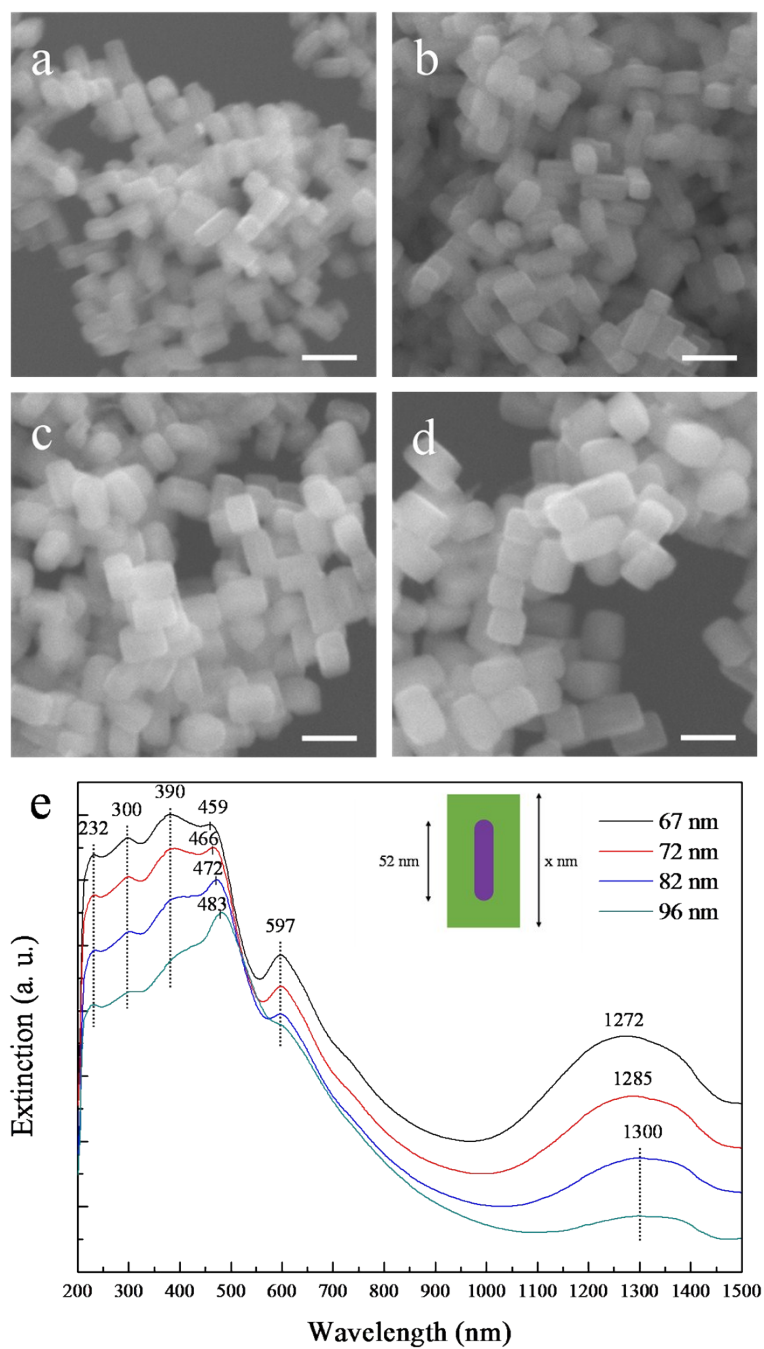 a
b
c
d
e
232
300
390
459
466
472
483
597
1272
1285
1300
52 nm
x nm
67 nm
72 nm
82 nm
96 nm
Extinction (a. u.)
200 300 400 500 600 700 800 900 1000 1100 1200 1300 1400 1500
Wavelength (nm)